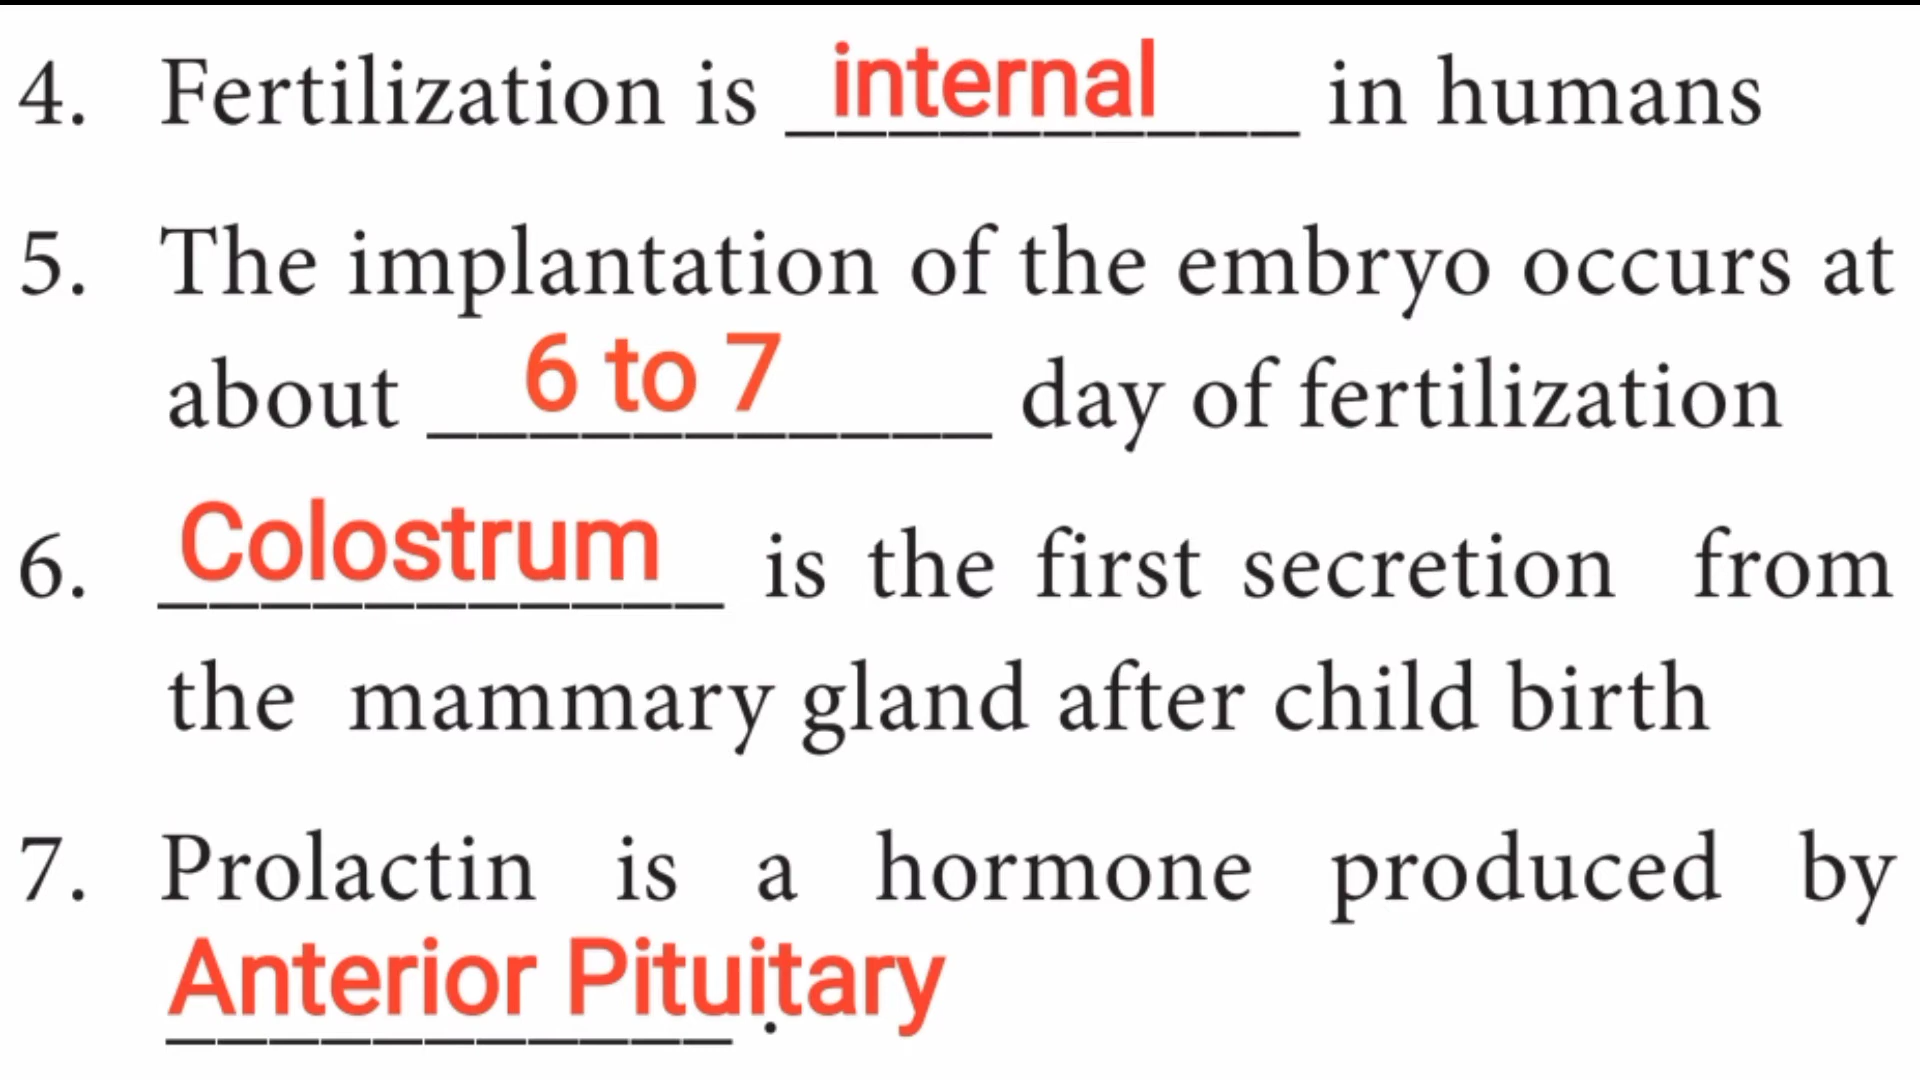 4. Fertilization is internal in humans
5. The implantation of the embryo occurs at
about 6 to 7 day of fertilization
6. Colostrum is the first secretion from
the mammary gland after child birth
7. Prolactin is a hormone produced by
Anterior Pituitary.